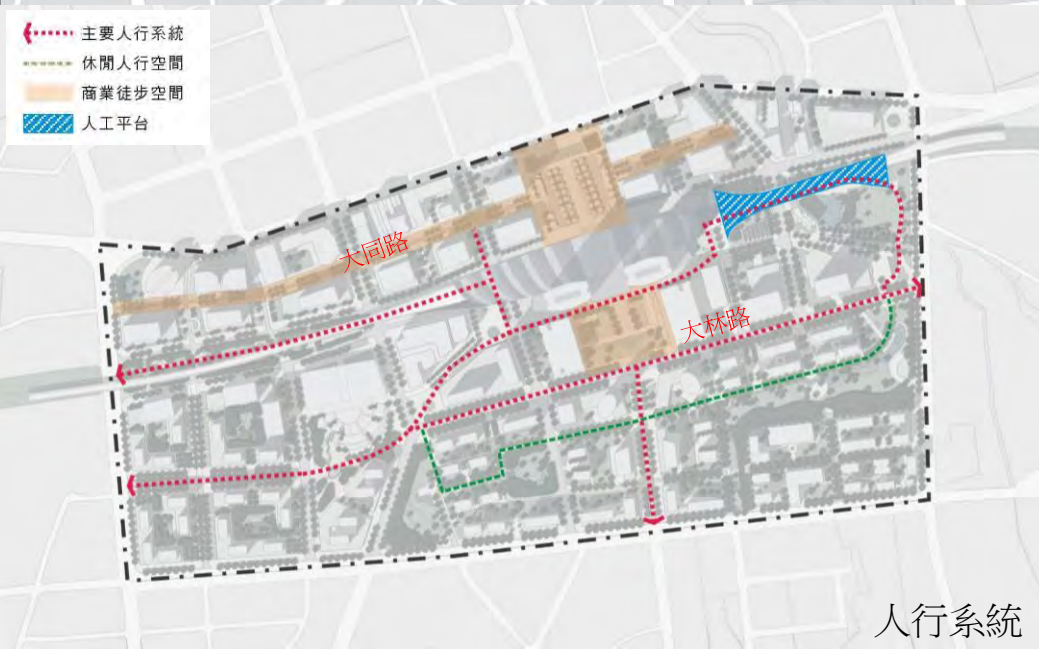 主要人行系統
休閒人行空間
商業徒步空間
人工平台
大同路
大林路
人行系統